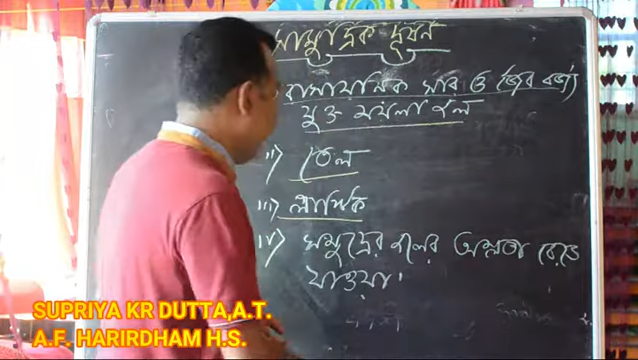 সামুদ্রিক দূষণ
রাসায়নিক সার ও জৈব বর্জ্য
যুক্ত ময়লা জল
ii) তেল
iii) প্লাস্টিক
iv) সমুদ্রের জলের অম্লতা বেড়ে
যাওয়া।
SUPRIYA KR DUTTA,A.T.
A.F. HARIRDHAM H.S.